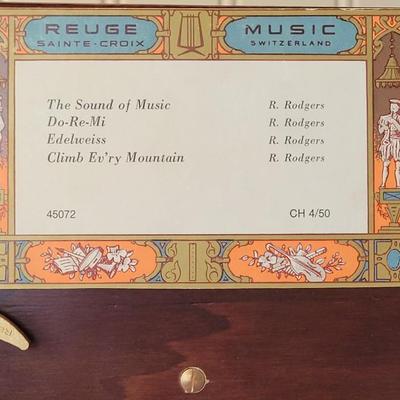 REUGE MUSIC
SAINTE-CROIX SWITZERLAND
The Sound of Music R. Rodgers
Do-Re-Mi R. Rodgers
Edelweiss R. Rodgers
Climb Ev'ry Mountain R. Rodgers
45072 CH 4/50